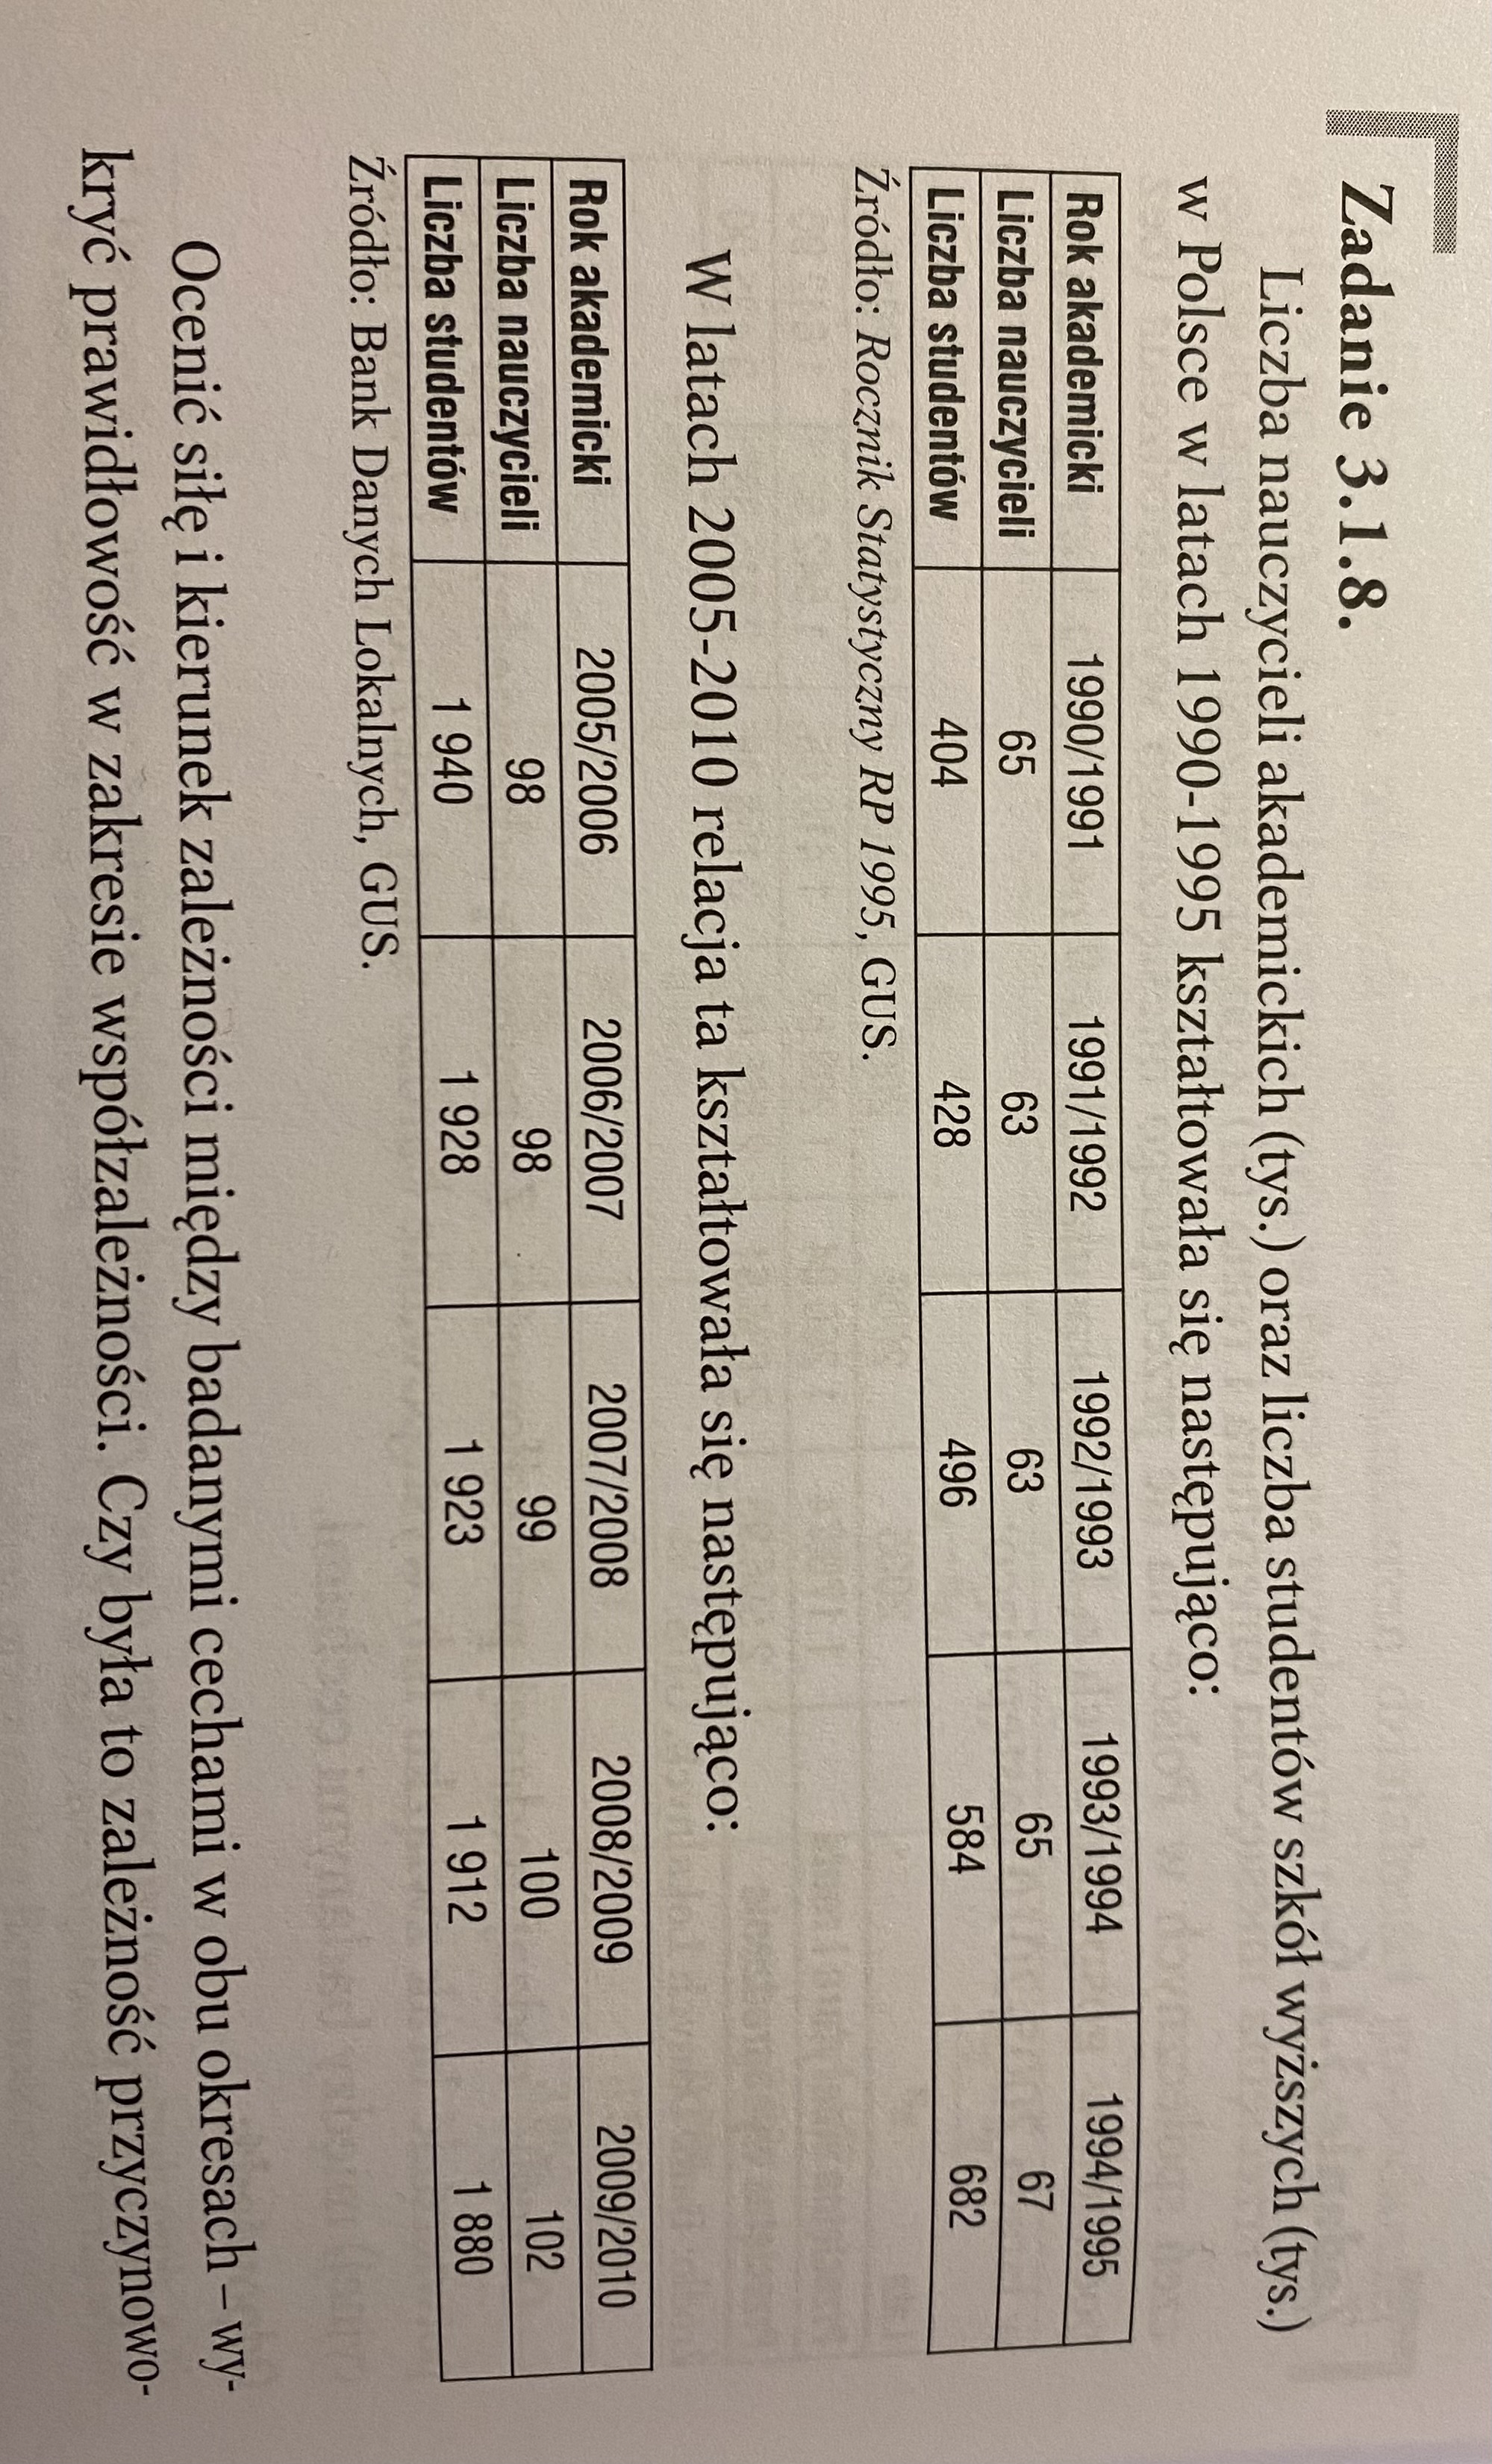 Zadanie 3.1.8.
Liczba nauczycieli akademickich (tys.) oraz liczba studentów szkół wyższych (tys.)
w Polsce w latach 1990-1995 kształtowała się następująco:
Rok akademicki 1990/1991 1991/1992 1992/1993 1993/1994 1994/1995
Liczba nauczycieli 65 63 63 65 67
Liczba studentów 404 428 496 584 682
Źródło: Rocznik Statystyczny RP 1995, GUS.
W latach 2005-2010 relacja ta kształtowała się następująco:
Rok akademicki 2005/2006 2006/2007 2007/2008 2008/2009 2009/2010
Liczba nauczycieli 98 98 99 100 102
Liczba studentów 1 940 1 928 1 923 1 912 1 880
Źródło: Bank Danych Lokalnych, GUS.
Ocenić siłę i kierunek zależności między badanymi cechami w obu okresach – wy-
kryć prawidłowość w zakresie współzależności. Czy była to zależność przyczynowo-